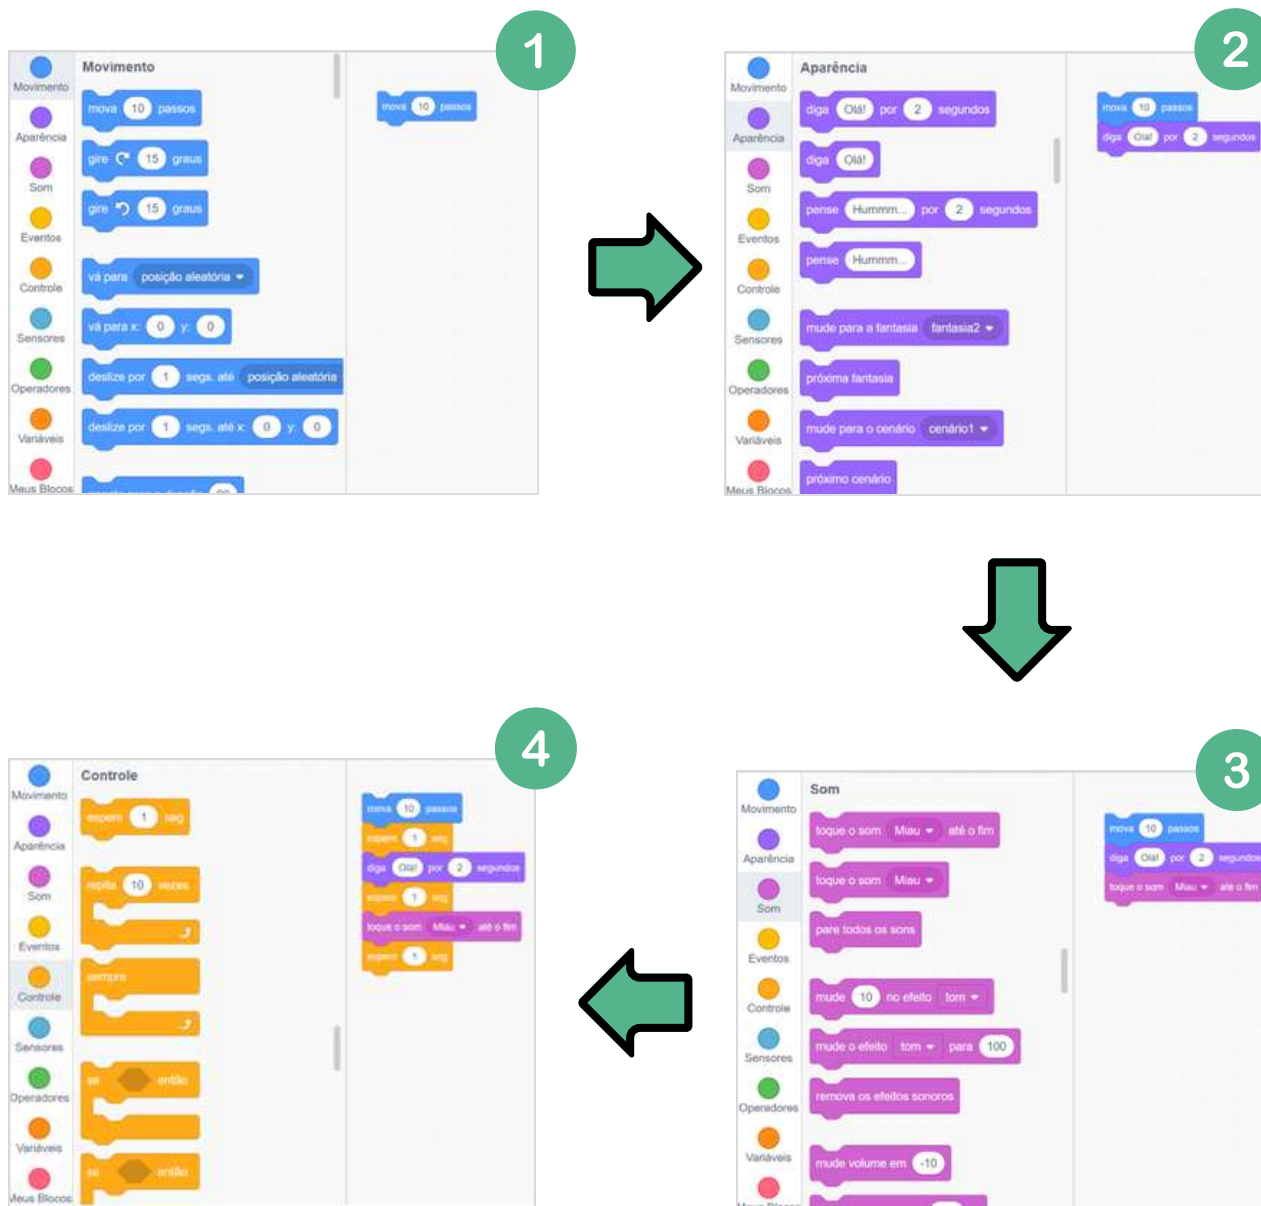 1
Movimento
Movimento
Aparência
Som
Eventos
Controle
Sensores
Operadores
Variáveis
Meus Blocos
mova 10 passos
gire 15 graus
gire 15 graus
vá para posição aleatória
vá para x: 0 y: 0
deslize por 1 segs. até posição aleatória
deslize por 1 segs. até x: 0 y: 0
mova 10 passos
2
Aparência
Movimento
Aparência
Som
Eventos
Controle
Sensores
Operadores
Variáveis
Meus Blocos
diga Olá! por 2 segundos
diga Olá!
pense Hummm... por 2 segundos
pense Hummm...
mude para a fantasia fantasia2
próxima fantasia
mude para o cenário cenário1
próximo cenário
mova 10 passos
diga Olá! por 2 segundos
3
Som
Movimento
Aparência
Som
Eventos
Controle
Sensores
Operadores
Variáveis
toque o som Miau até o fim
toque o som Miau
pare todos os sons
mude 10 no efeito tom
mude o efeito tom para 100
remova os efeitos sonoros
mude volume em -10
mova 10 passos
diga Olá! por 2 segundos
toque o som Miau até o fim
4
Controle
Movimento
Aparência
Som
Eventos
Controle
Sensores
Operadores
Variáveis
Meus Blocos
espere 1 seg
repita 10 vezes
sempre
se então
se então
mova 10 passos
espere 1 seg
diga Olá! por 2 segundos
espere 1 seg
toque o som Miau até o fim
espere 1 seg